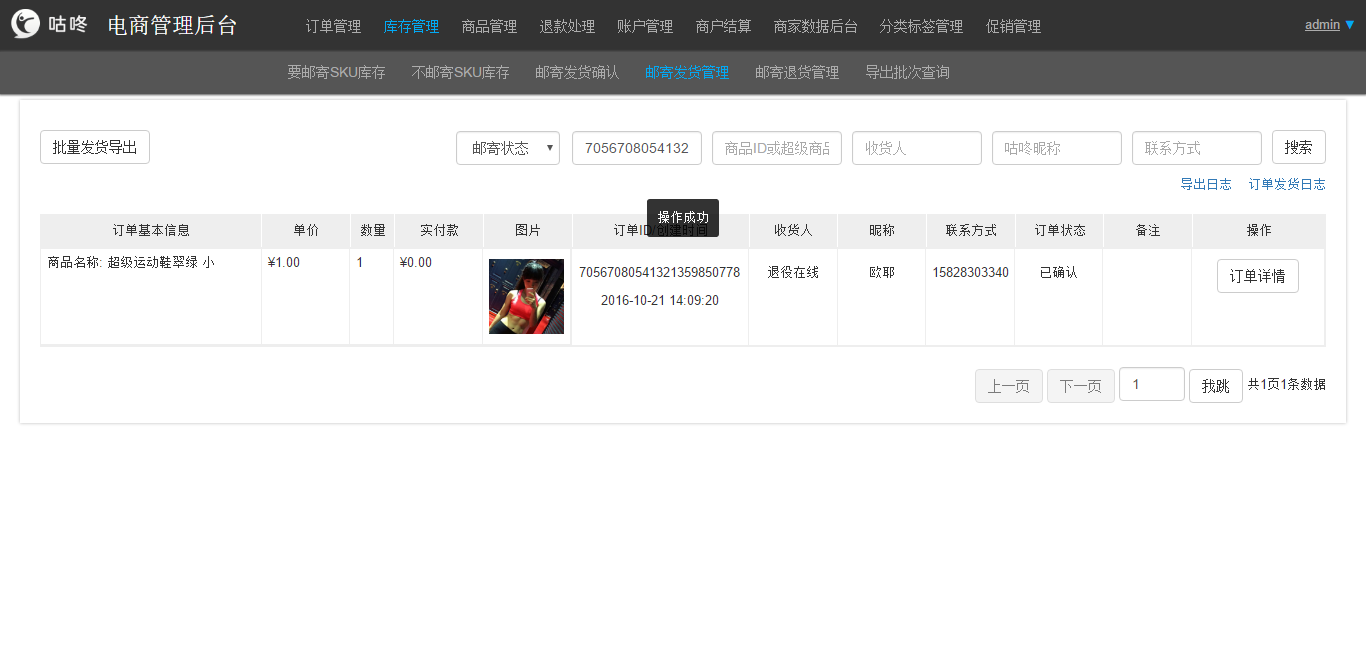 咕咚 电商管理后台 订单管理 库存管理 商品管理 退款处理 账户管理 商户结算 商家数据后台 分类标签管理 促销管理 admin ▼
要邮寄SKU库存 不邮寄SKU库存 邮寄发货确认 邮寄发货管理 邮寄退货管理 导出批次查询
批量发货导出 邮寄状态 ▼ 7056708054132 商品ID或超级商品 收货人 咕咚昵称 联系方式 搜索
导出日志 订单发货日志
操作成功
订单基本信息 单价 数量 实付款 图片 订单ID/创建时间 收货人 昵称 联系方式 订单状态 备注 操作
商品名称: 超级运动鞋翠绿 小 ¥1.00 1 ¥0.00 70567080541321359850778 退役在线 欧耶 15828303340 已确认 订单详情
2016-10-21 14:09:20
上一页 下一页 1 我跳 共1页1条数据